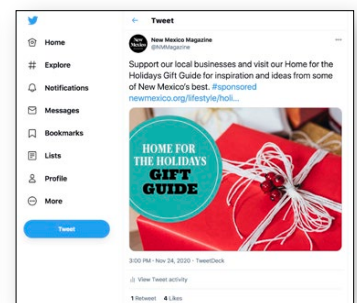 Tweet
Home
Explore
Notifications
Messages
Bookmarks
Lists
Profile
More
Tweet
New Mexico
New Mexico Magazine
@NMMagazine
Support our local businesses and visit our Home for the
Holidays Gift Guide for inspiration and ideas from some
of New Mexico's best. #sponsored
newmexico.org/lifestyle/holi...
HOME FOR
THE HOLIDAYS
GIFT
GUIDE
3:00 PM · Nov 24, 2020 · TweetDeck
View Tweet activity
1 Retweet 4 Likes